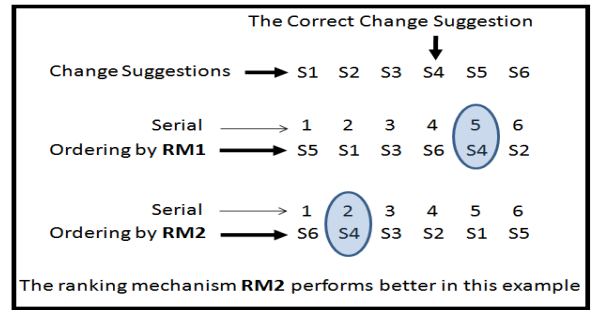 The Correct Change Suggestion
Change Suggestions S1 S2 S3 S4 S5 S6
Serial 1 2 3 4 5 6
Ordering by RM1 S5 S1 S3 S6 S4 S2
Serial 1 2 3 4 5 6
Ordering by RM2 S6 S4 S3 S2 S1 S5
The ranking mechanism RM2 performs better in this example